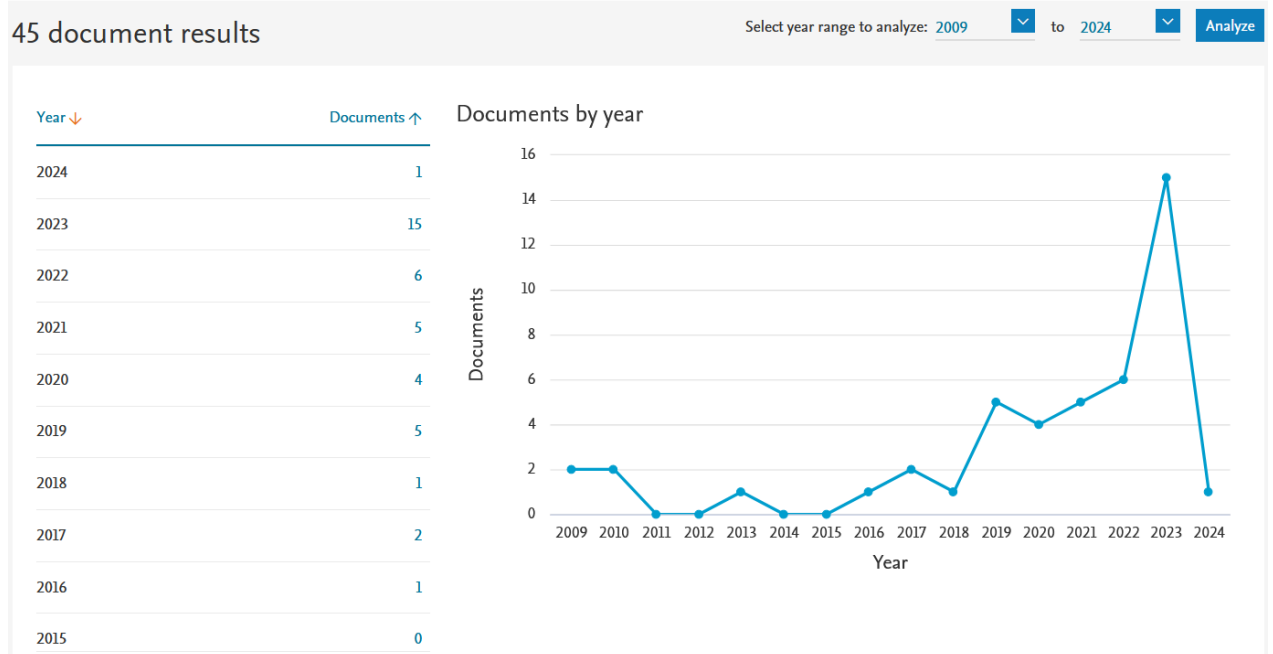 45 document results
Select year range to analyze: 2009 to 2024 Analyze
Year Documents
2024 1
2023 15
2022 6
2021 5
2020 4
2019 5
2018 1
2017 2
2016 1
2015 0
Documents by year
16
14
12
10
8
6
4
2
0
Documents
2009 2010 2011 2012 2013 2014 2015 2016 2017 2018 2019 2020 2021 2022 2023 2024
Year